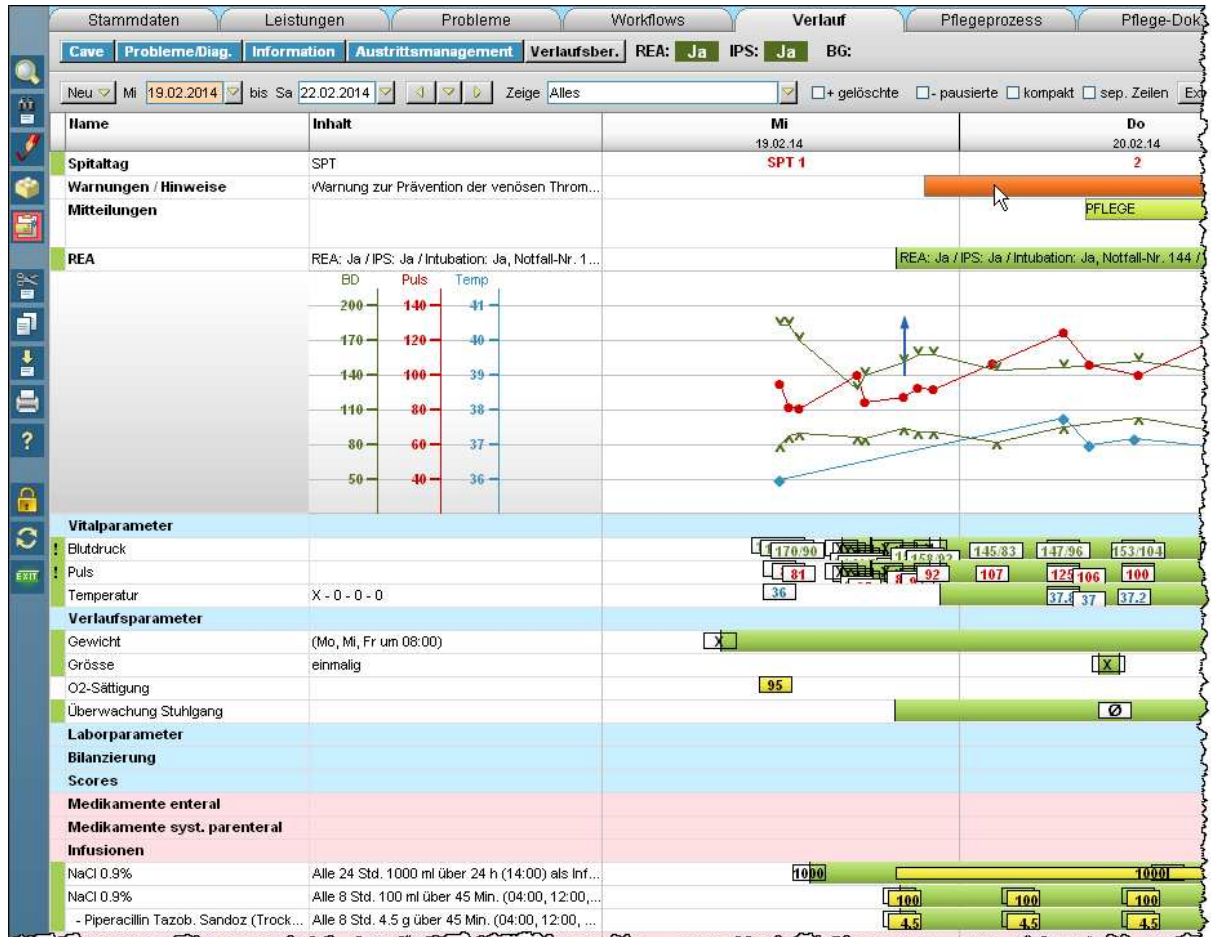 Stammdaten Leistungen Probleme Workflows Verlauf Pflegeprozess Pflege-Dok
Cave Probleme/Diag. Information Austrittsmanagement Verlaufsber. REA: Ja IPS: Ja BG:
Neu Mi 19.02.2014 bis Sa 22.02.2014 Zeige Alles + gelöschte - pausierte kompakt sep. Zeilen
Name Inhalt Mi Do
19.02.14 20.02.14
Spitaltag SPT SPT 1 2
Warnungen / Hinweise Warnung zur Prävention der venösen Throm...
Mitteilungen PFLEGE
REA REA: Ja / IPS: Ja / Intubation: Ja, Notfall-Nr. 1... REA: Ja / IPS: Ja / Intubation: Ja, Notfall-Nr. 144 /
BD Puls Temp
200 140 41
170 120 40
140 100 39
110 80 38
80 60 37
50 40 36
?
EXIT
Vitalparameter
! Blutdruck 170/90 158/92 145/83 147/96 153/104
! Puls 81 92 107 125 106 100
Temperatur X - 0 - 0 - 0 36 37.8 37 37.2
Verlaufsparameter
Gewicht (Mo, Mi, Fr um 08:00) X
Grösse einmalig X
O2-Sättigung 95
Überwachung Stuhlgang Ø
Laborparameter
Bilanzierung
Scores
Medikamente enteral
Medikamente syst. parenteral
Infusionen
NaCl 0.9% Alle 24 Std. 1000 ml über 24 h (14:00) als Inf... 1000 1000
NaCl 0.9% Alle 8 Std. 100 ml über 45 Min. (04:00, 12:00,... 100 100 100
- Piperacillin Tazob. Sandoz (Trock... Alle 8 Std. 4.5 g über 45 Min. (04:00, 12:00, ... 4.5 4.5 4.5